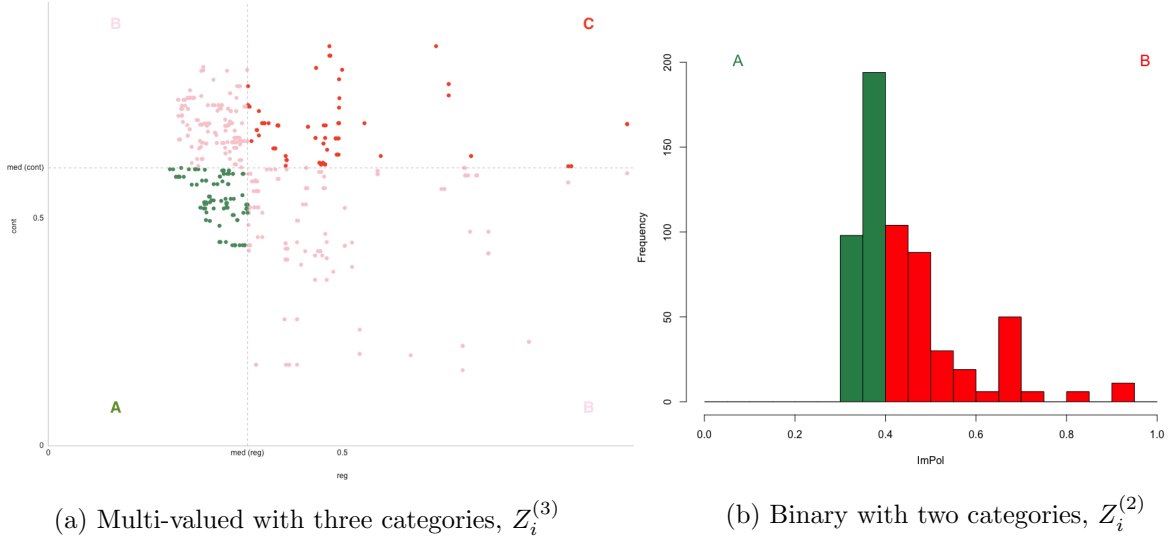 B
C
med (cont)
0.5
cont
A
B
0
0
med (reg)
0.5
reg
A
B
200
150
100
50
0
Frequency
0.0
0.2
0.4
0.6
0.8
1.0
ImPol
(a) Multi-valued with three categories, Z_i^{(3)}
(b) Binary with two categories, Z_i^{(2)}